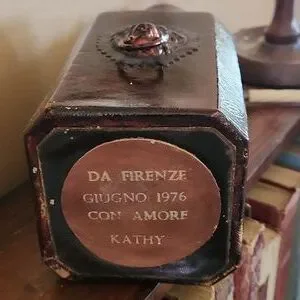 DA FIRENZE
GIUGNO 1976
CON AMORE
KATHY